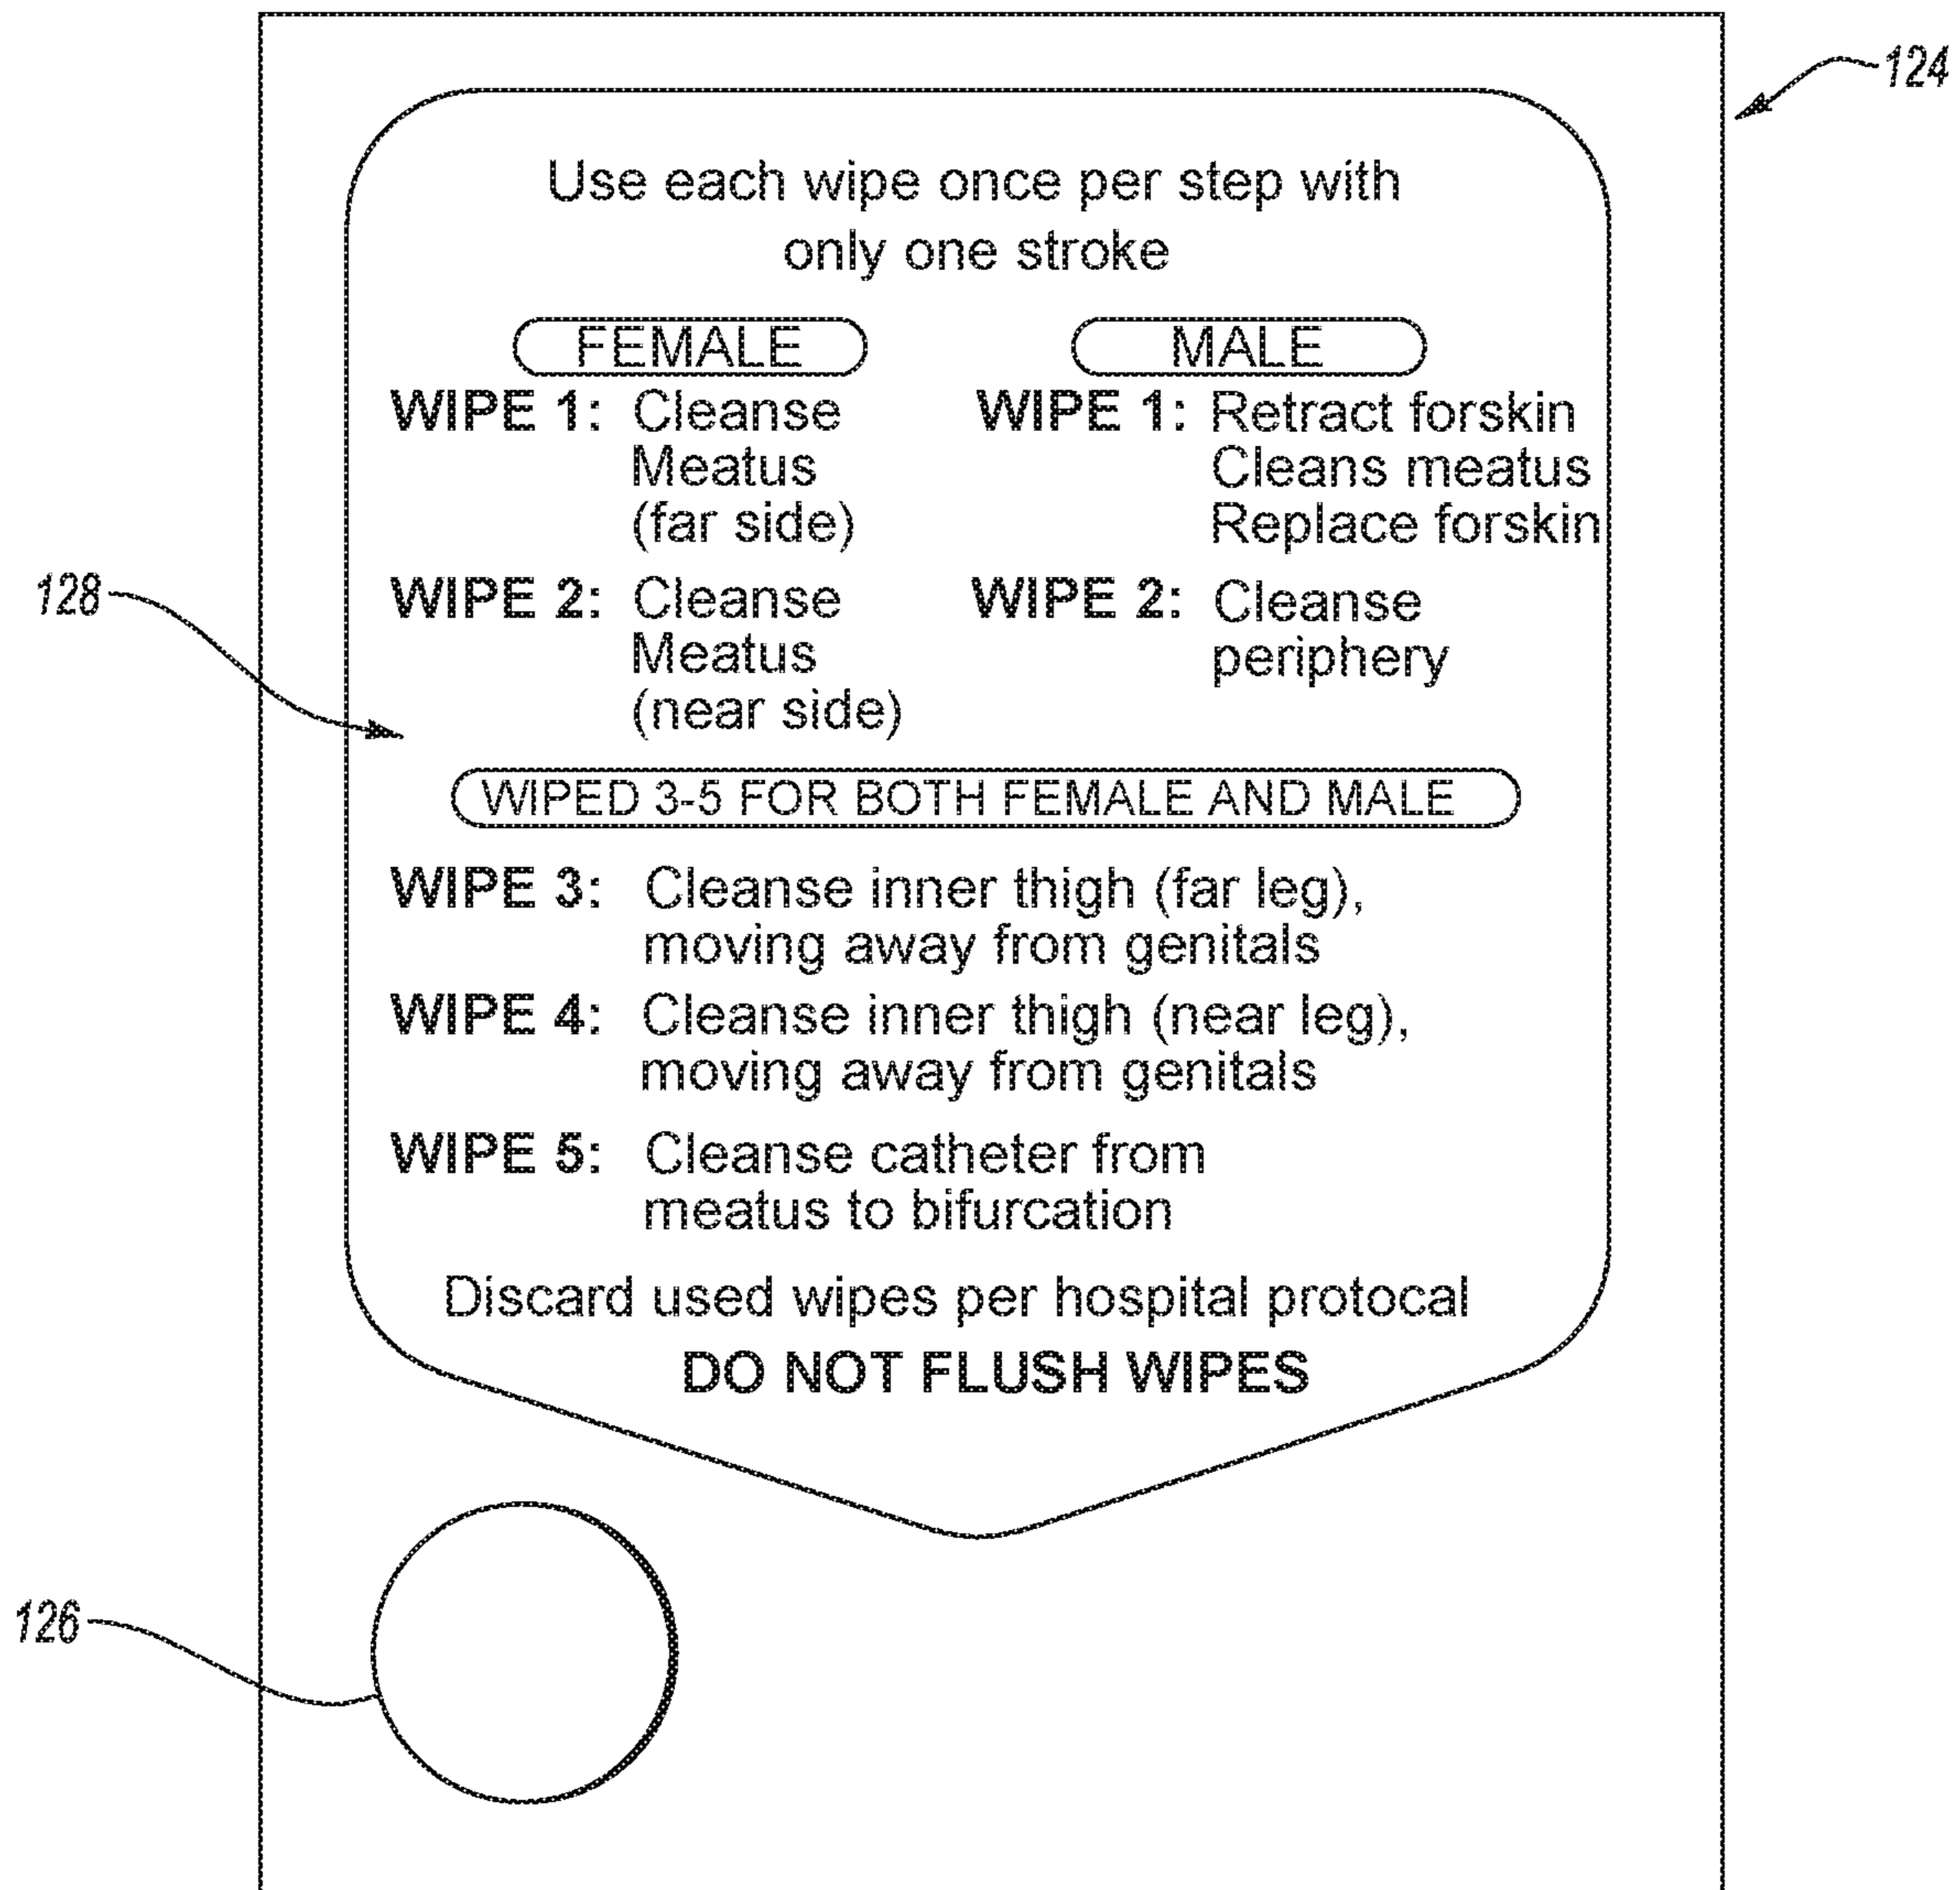 124
Use each wipe once per step with
only one stroke
FEMALE
WIPE 1: Cleanse
Meatus
(far side)
WIPE 2: Cleanse
Meatus
(near side)
MALE
WIPE 1: Retract forskin
Cleans meatus
Replace forskin
WIPE 2: Cleanse
periphery
128
WIPED 3-5 FOR BOTH FEMALE AND MALE
WIPE 3: Cleanse inner thigh (far leg),
moving away from genitals
WIPE 4: Cleanse inner thigh (near leg),
moving away from genitals
WIPE 5: Cleanse catheter from
meatus to bifurcation
Discard used wipes per hospital protocal
DO NOT FLUSH WIPES
126